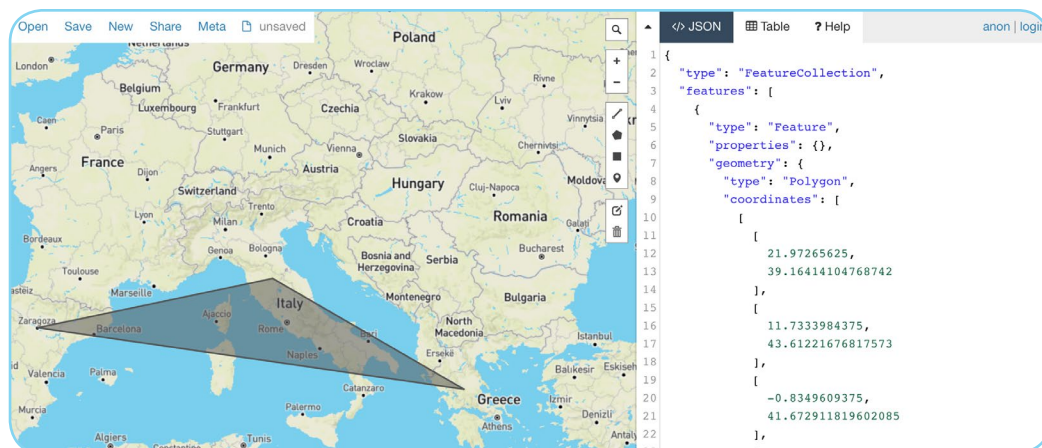 Open Save New Share Meta unsaved
</> JSON Table ? Help anon | login
Poland
London
Germany
Dresden
Wroclaw
Belgium
Rivne
Krakow
Lviv
Luxembourg
Frankfurt
Czechia
Vinnytsia
Caen
Paris
Stuttgart
Slovakia
Chernivtsi
Munich
Vienna
Angers
France
Dijon
Austria
Hungary
Cluj-Napoca
Switzerland
Trento
Lyon
Milan
Croatia
Romania
Galați
Bordeaux
Genoa
Bologna
Bucharest
Bosnia and
Herzegovina
Serbia
Toulouse
Marseille
Montenegro
Bulgaria
Italy
Ajaccio
North
Macedonia
Zaragoza
Barcelona
Rome
Bari
Istanbul
Naples
Ersekë
Valencia
Palma
Balıkesir
Catanzaro
Greece
Izmir
Murcia
Palermo
Denizli
Athens
Algiers
Tunis
1 {
2 "type": "FeatureCollection",
3 "features": [
4 {
5 "type": "Feature",
6 "properties": {},
7 "geometry": {
8 "type": "Polygon",
9 "coordinates": [
10 [
11 [
12 21.97265625,
13 39.16414104768742
14 ],
15 [
16 11.7333984375,
17 43.61221676817573
18 ],
19 [
20 -0.8349609375,
21 41.672911819602085
22 ],